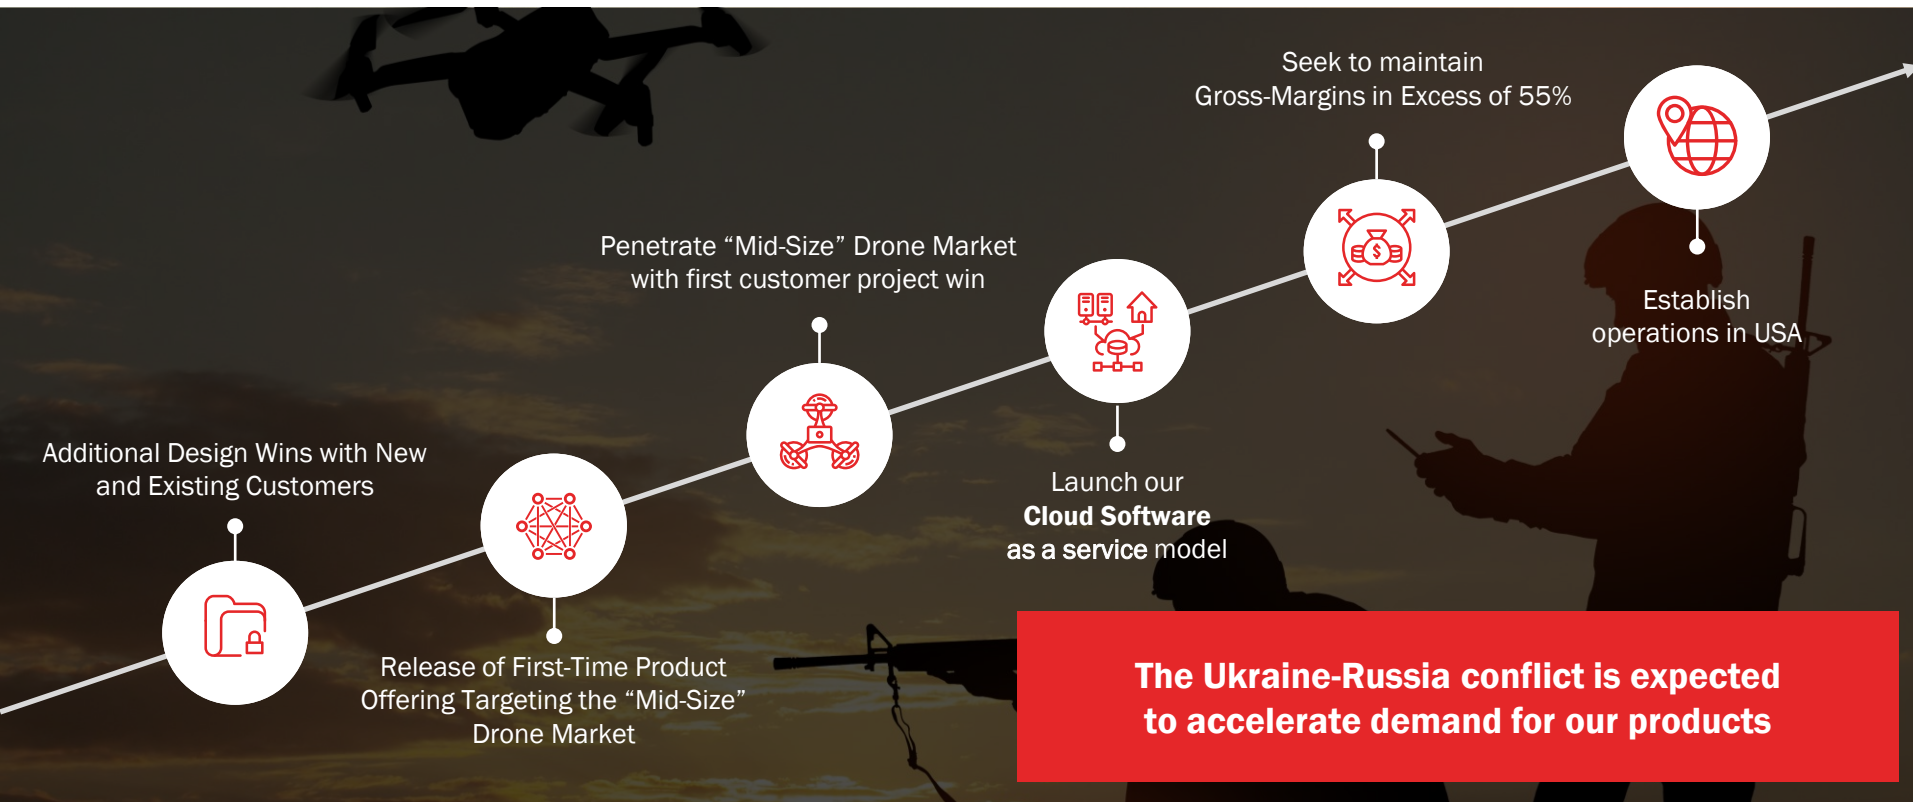 Additional Design Wins with New
and Existing Customers
Release of First-Time Product
Offering Targeting the “Mid-Size”
Drone Market
Penetrate “Mid-Size” Drone Market
with first customer project win
Launch our
Cloud Software
as a service model
Seek to maintain
Gross-Margins in Excess of 55%
Establish
operations in USA
The Ukraine-Russia conflict is expected
to accelerate demand for our products